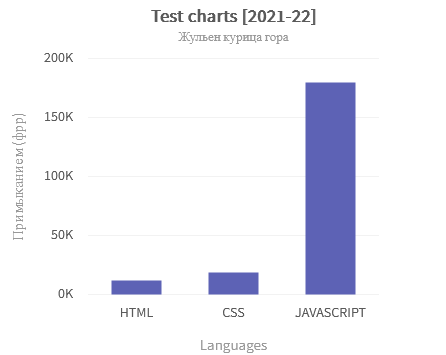 Test charts [2021-22]
Жульен курица гора
200K
150K
100K
50K
0K
Примыканием (фрр)
HTML CSS JAVASCRIPT
Languages